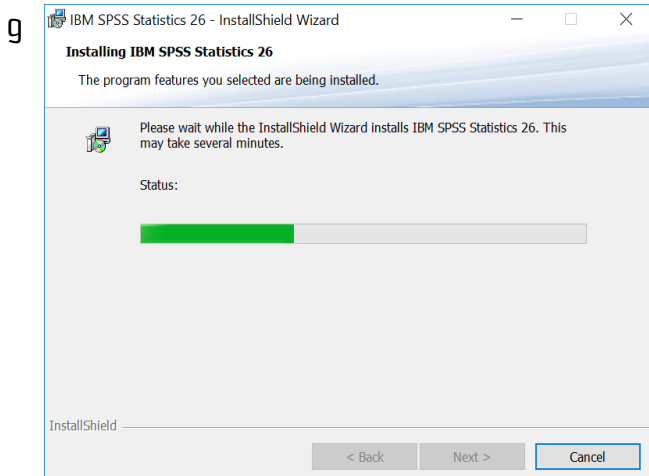 g
IBM SPSS Statistics 26 - InstallShield Wizard
Installing IBM SPSS Statistics 26
The program features you selected are being installed.
Please wait while the InstallShield Wizard installs IBM SPSS Statistics 26. This
may take several minutes.
Status:
InstallShield
< Back Next > Cancel